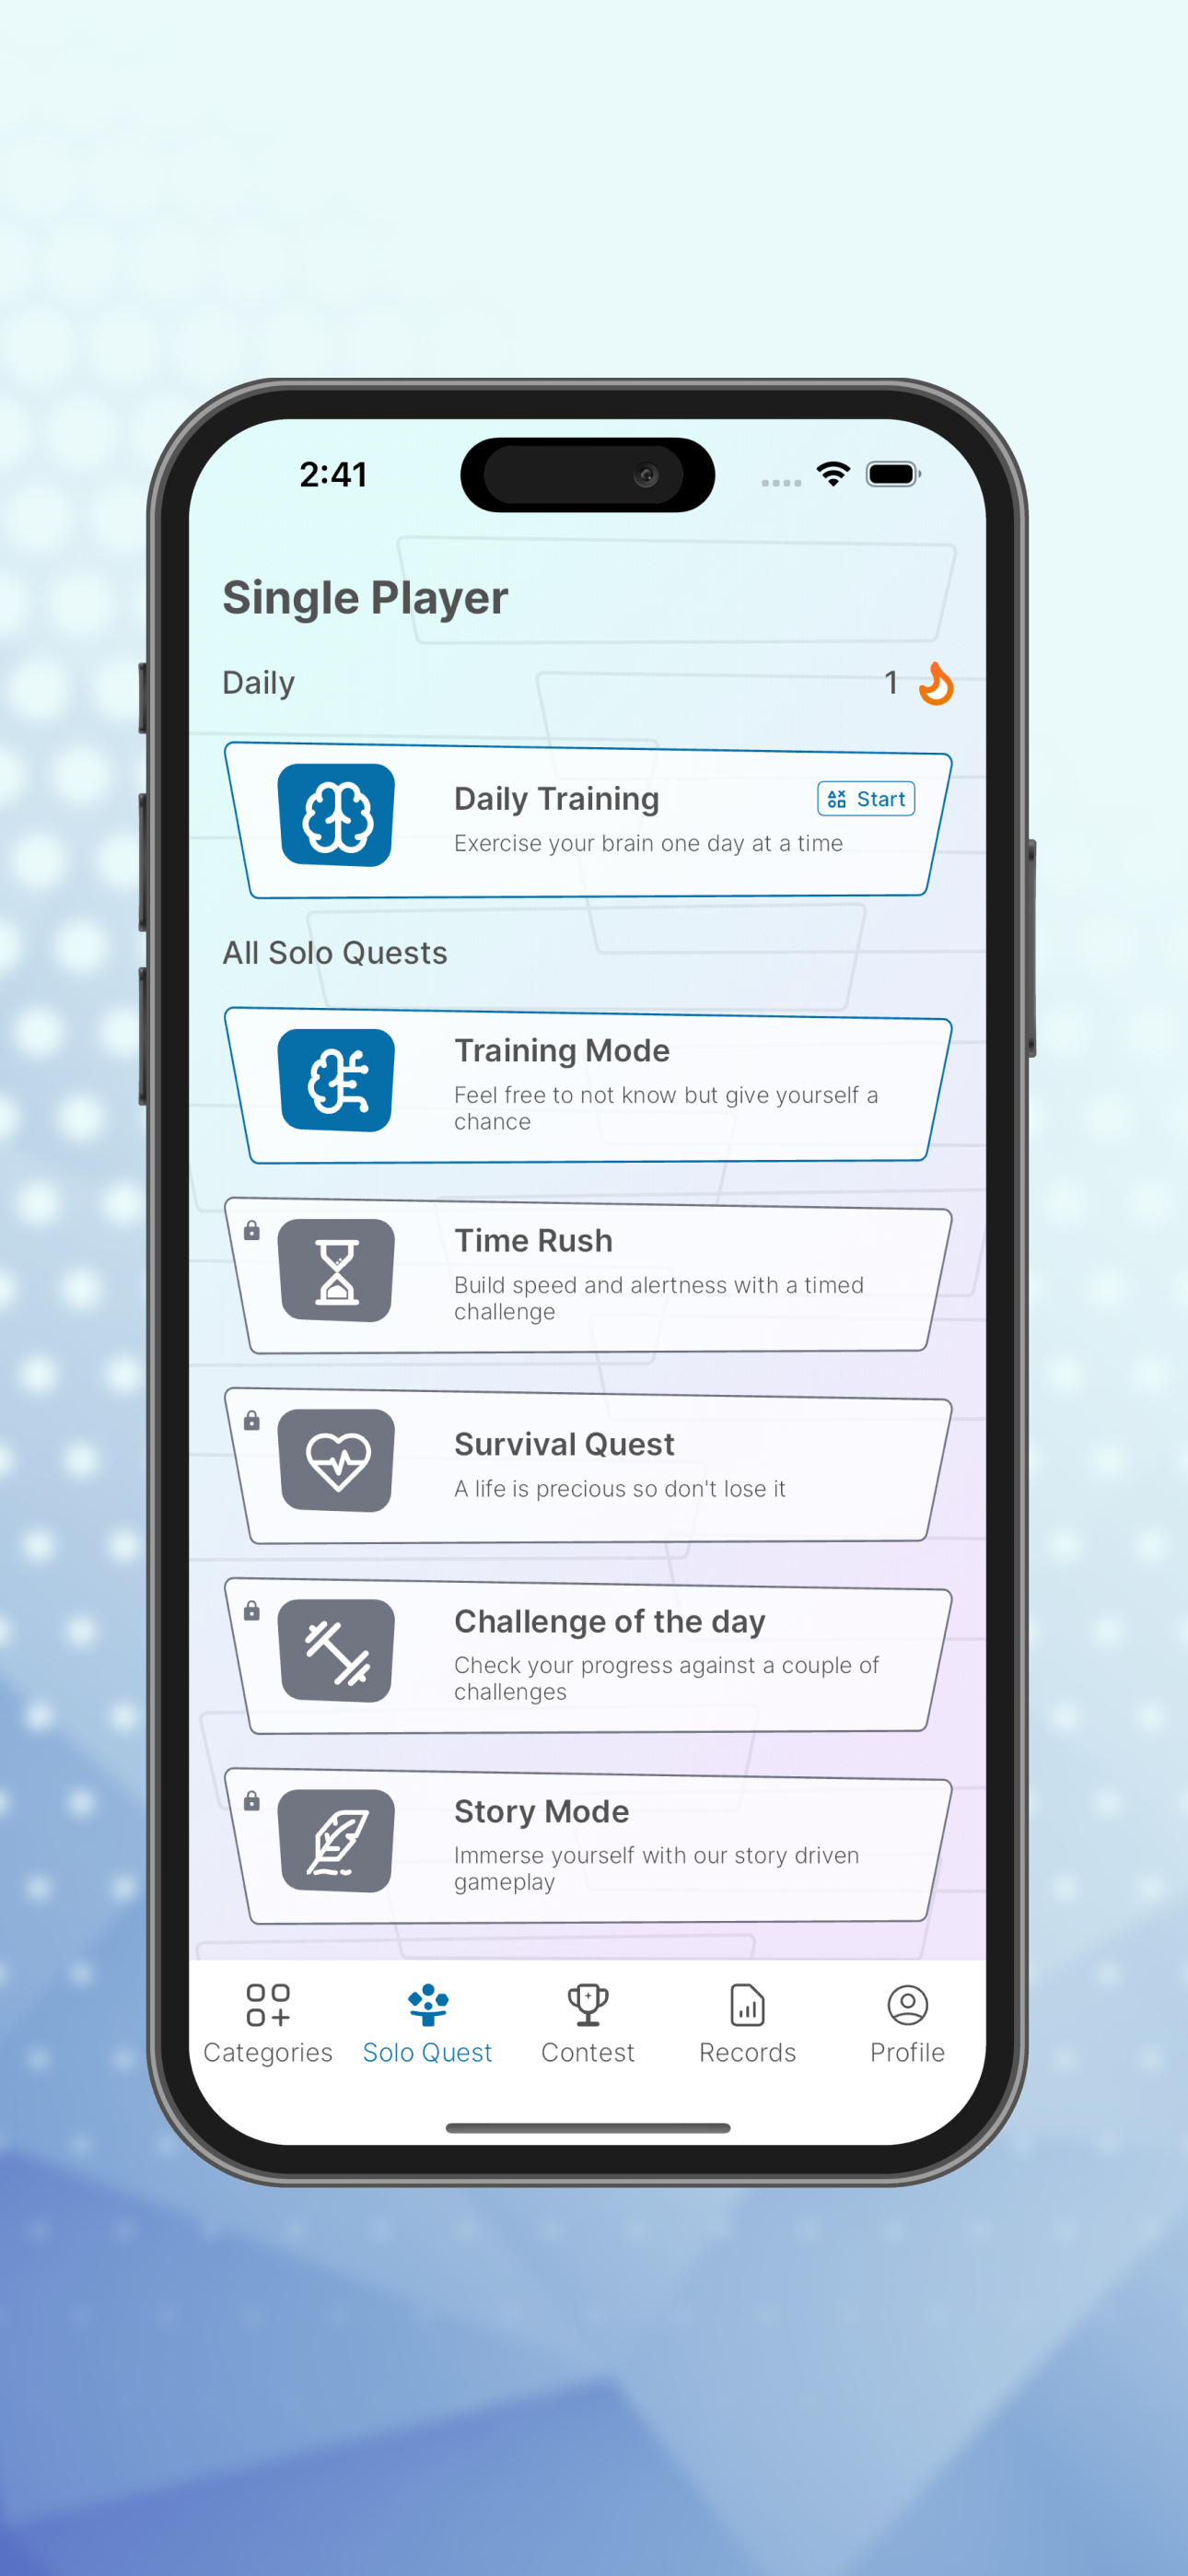 2:41
Single Player
Daily
1
Daily Training
Start
Exercise your brain one day at a time
All Solo Quests
Training Mode
Feel free to not know but give yourself a
chance
Time Rush
Build speed and alertness with a timed
challenge
Survival Quest
A life is precious so don't lose it
Challenge of the day
Check your progress against a couple of
challenges
Story Mode
Immerse yourself with our story driven
gameplay
Categories
Solo Quest
Contest
Records
Profile